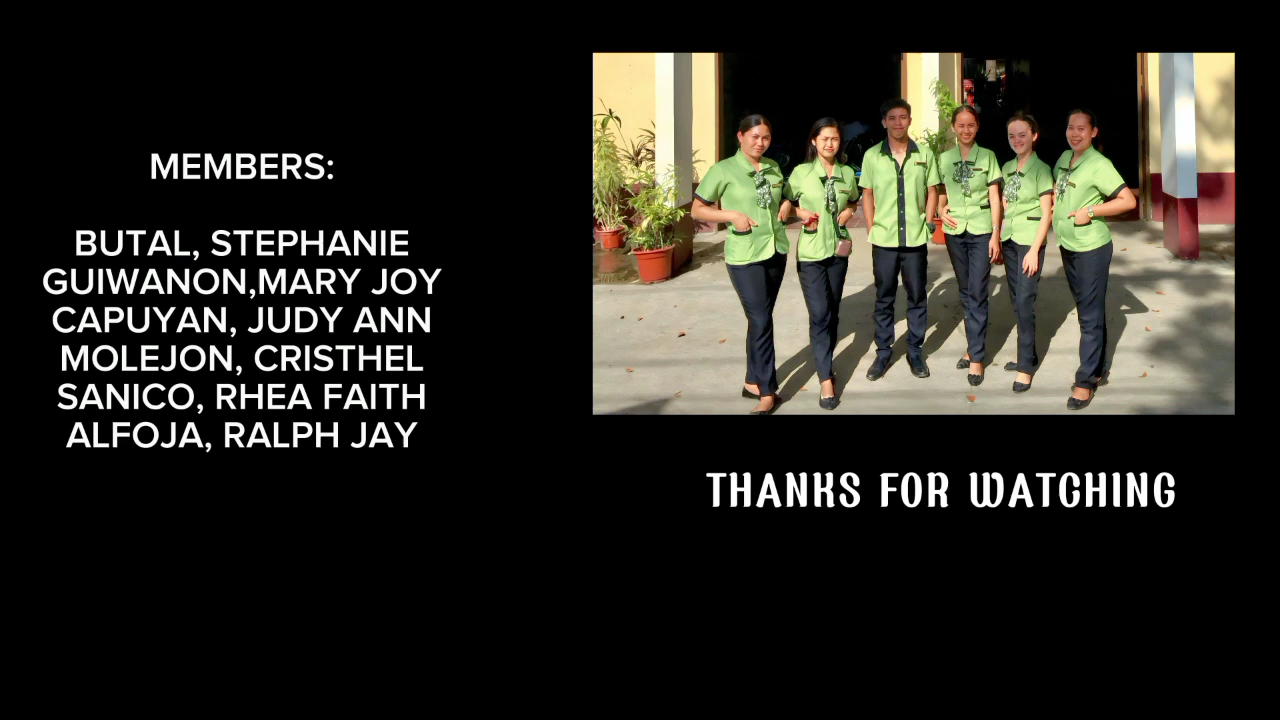 MEMBERS:
BUTAL, STEPHANIE
GUIWANON,MARY JOY
CAPUYAN, JUDY ANN
MOLEJON, CRISTHEL
SANICO, RHEA FAITH
ALFOJA, RALPH JAY
THANKS FOR WATCHING